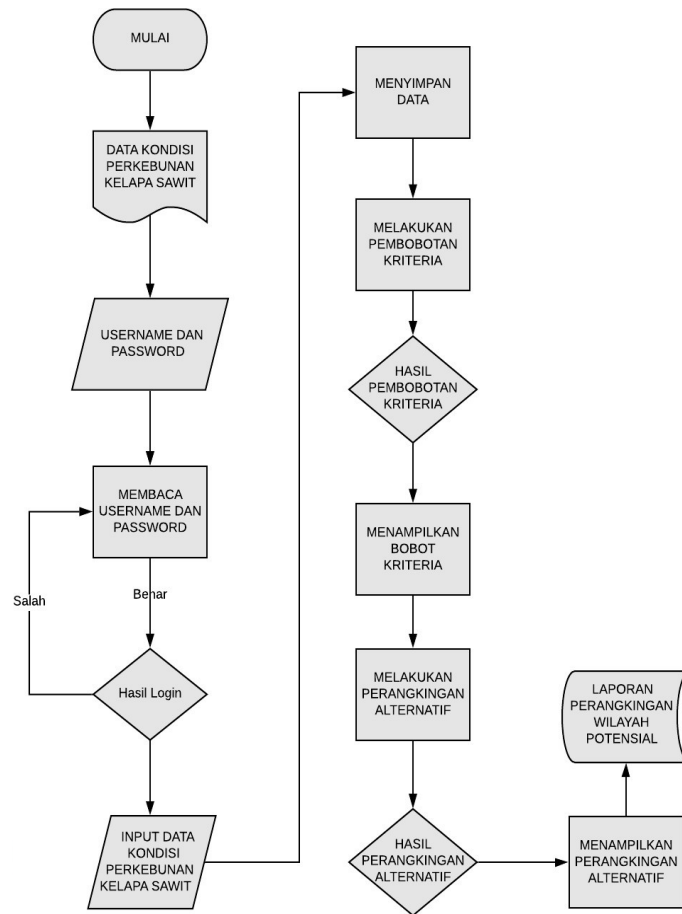 MULAI
DATA KONDISI
PERKEBUNAN
KELAPA SAWIT
USERNAME DAN
PASSWORD
MEMBACA
USERNAME DAN
PASSWORD
Salah
Benar
Hasil Login
INPUT DATA
KONDISI
PERKEBUNAN
KELAPA SAWIT
MENYIMPAN
DATA
MELAKUKAN
PEMBOBOTAN
KRITERIA
HASIL
PEMBOBOTAN
KRITERIA
MENAMPILKAN
BOBOT
KRITERIA
MELAKUKAN
PERANGKINGAN
ALTERNATIF
HASIL
PERANGKINGAN
ALTERNATIF
MENAMPILKAN
PERANGKINGAN
ALTERNATIF
LAPORAN
PERANGKINGAN
WILAYAH
POTENSIAL